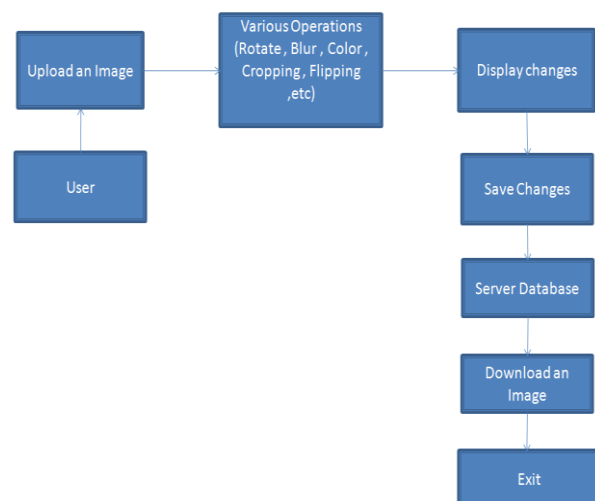 User
Upload an Image
Various Operations
(Rotate , Blur , Color ,
Cropping , Flipping
,etc)
Display changes
Save Changes
Server Database
Download an
Image
Exit